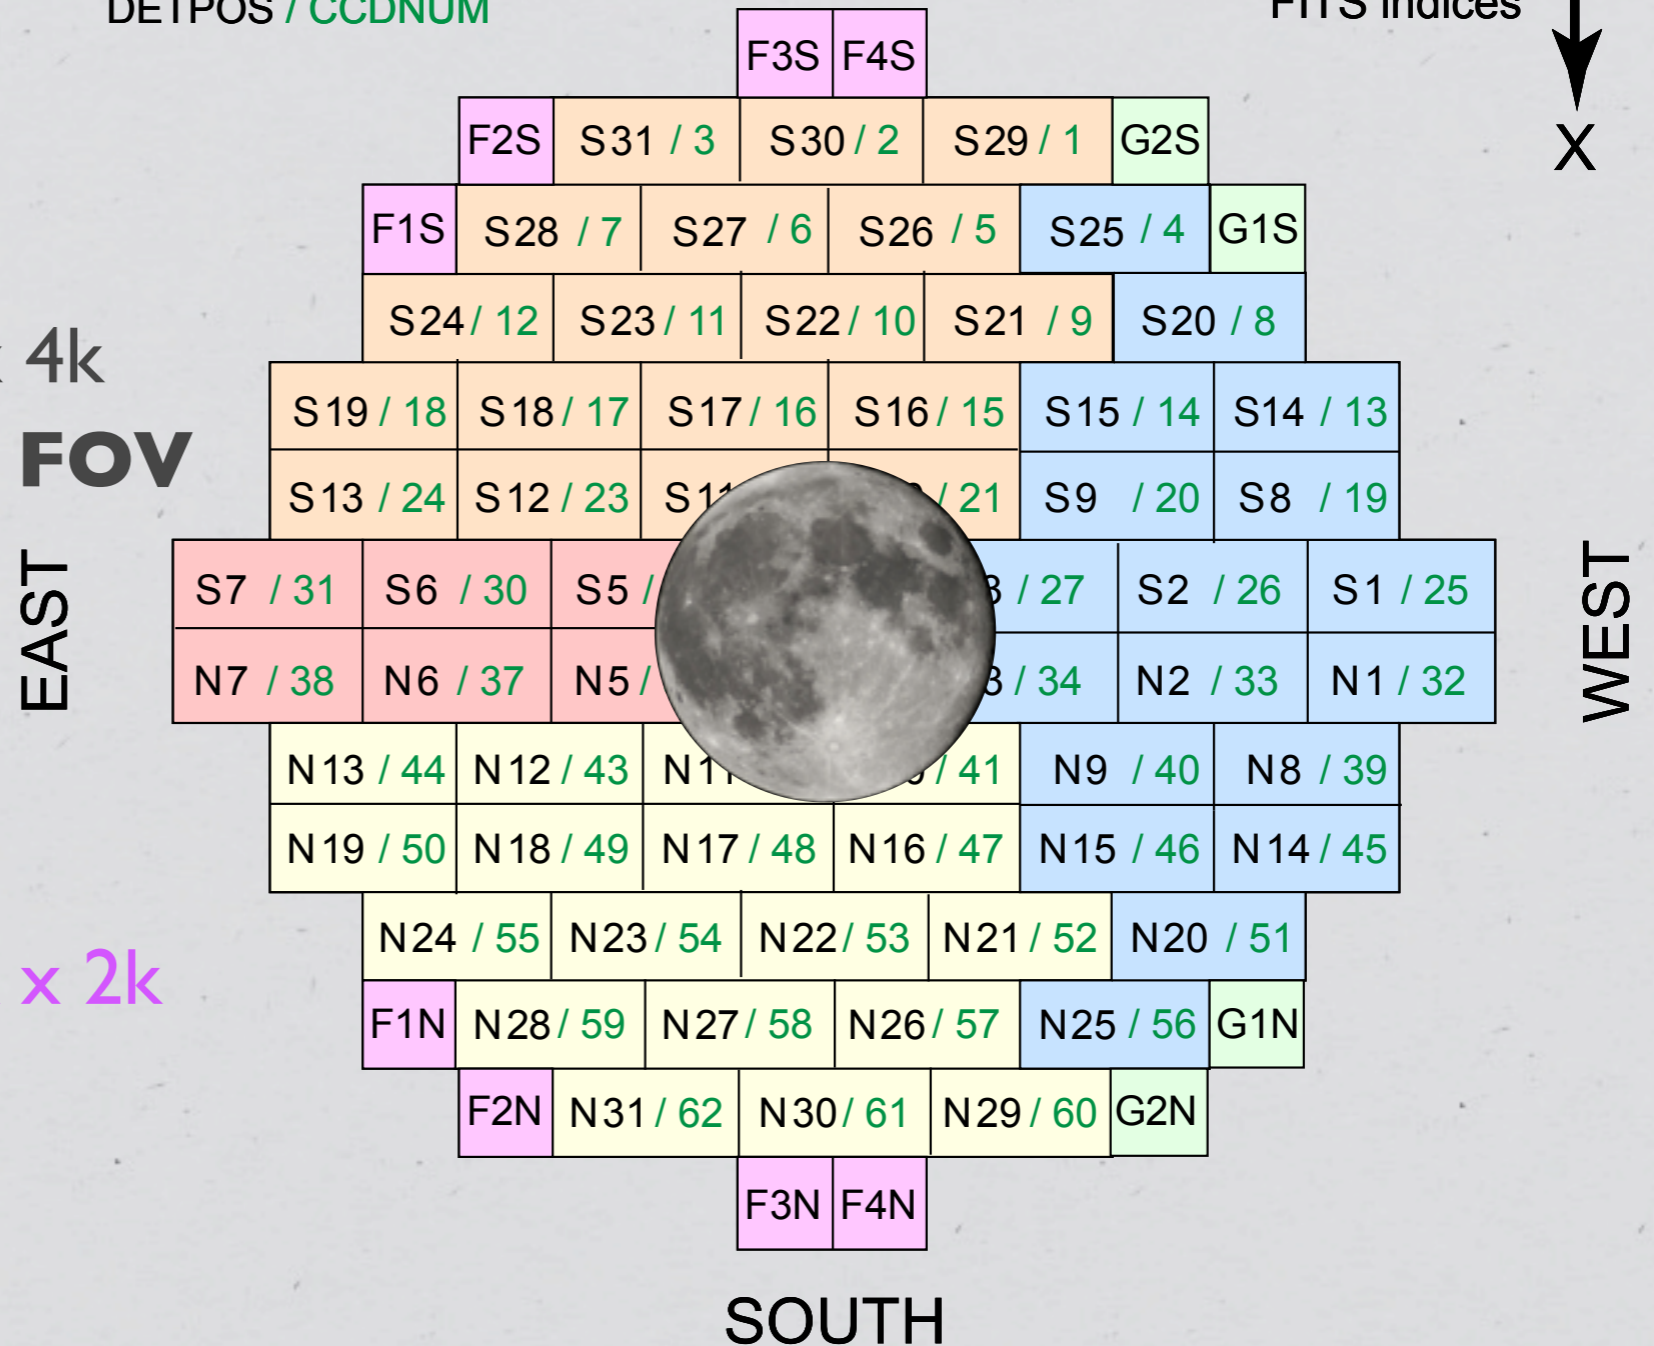 DETPOS / CCDNUM
FITS indices
X
F3S F4S
F2S S31 / 3 S30 / 2 S29 / 1 G2S
F1S S28 / 7 S27 / 6 S26 / 5 S25 / 4 G1S
S24 / 12 S23 / 11 S22 / 10 S21 / 9 S20 / 8
4k
S19 / 18 S18 / 17 S17 / 16 S16 / 15 S15 / 14 S14 / 13
FOV
S13 / 24 S12 / 23 S11 / 21 S9 / 20 S8 / 19
EAST
WEST
S7 / 31 S6 / 30 S5 / 3 / 27 S2 / 26 S1 / 25
N7 / 38 N6 / 37 N5 / 3 / 34 N2 / 33 N1 / 32
N13 / 44 N12 / 43 N11 / 41 N9 / 40 N8 / 39
N19 / 50 N18 / 49 N17 / 48 N16 / 47 N15 / 46 N14 / 45
N24 / 55 N23 / 54 N22 / 53 N21 / 52 N20 / 51
x 2k
F1N N28 / 59 N27 / 58 N26 / 57 N25 / 56 G1N
F2N N31 / 62 N30 / 61 N29 / 60 G2N
F3N F4N
SOUTH